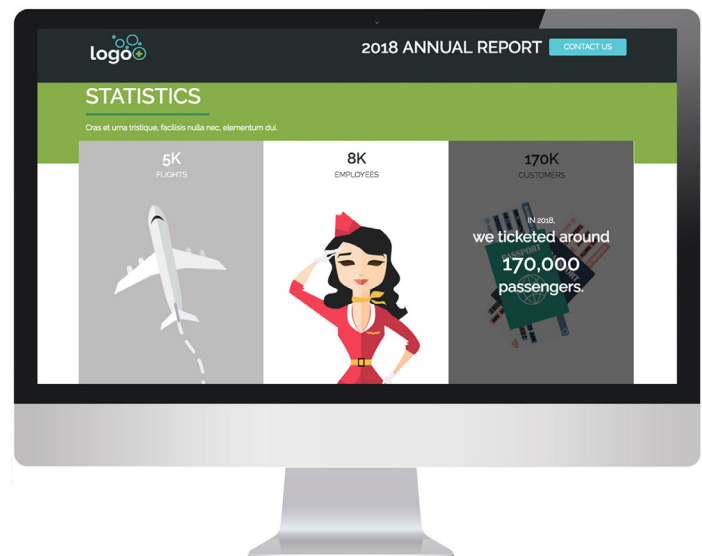 logo
2018 ANNUAL REPORT
CONTACT US
STATISTICS
Cras et urna tristique, facilisis nulla nec, elementum dui.
5K
FLIGHTS
8K
EMPLOYEES
170K
CUSTOMERS
IN 2018,
we ticketed around
170,000
passengers.
PASSPORT